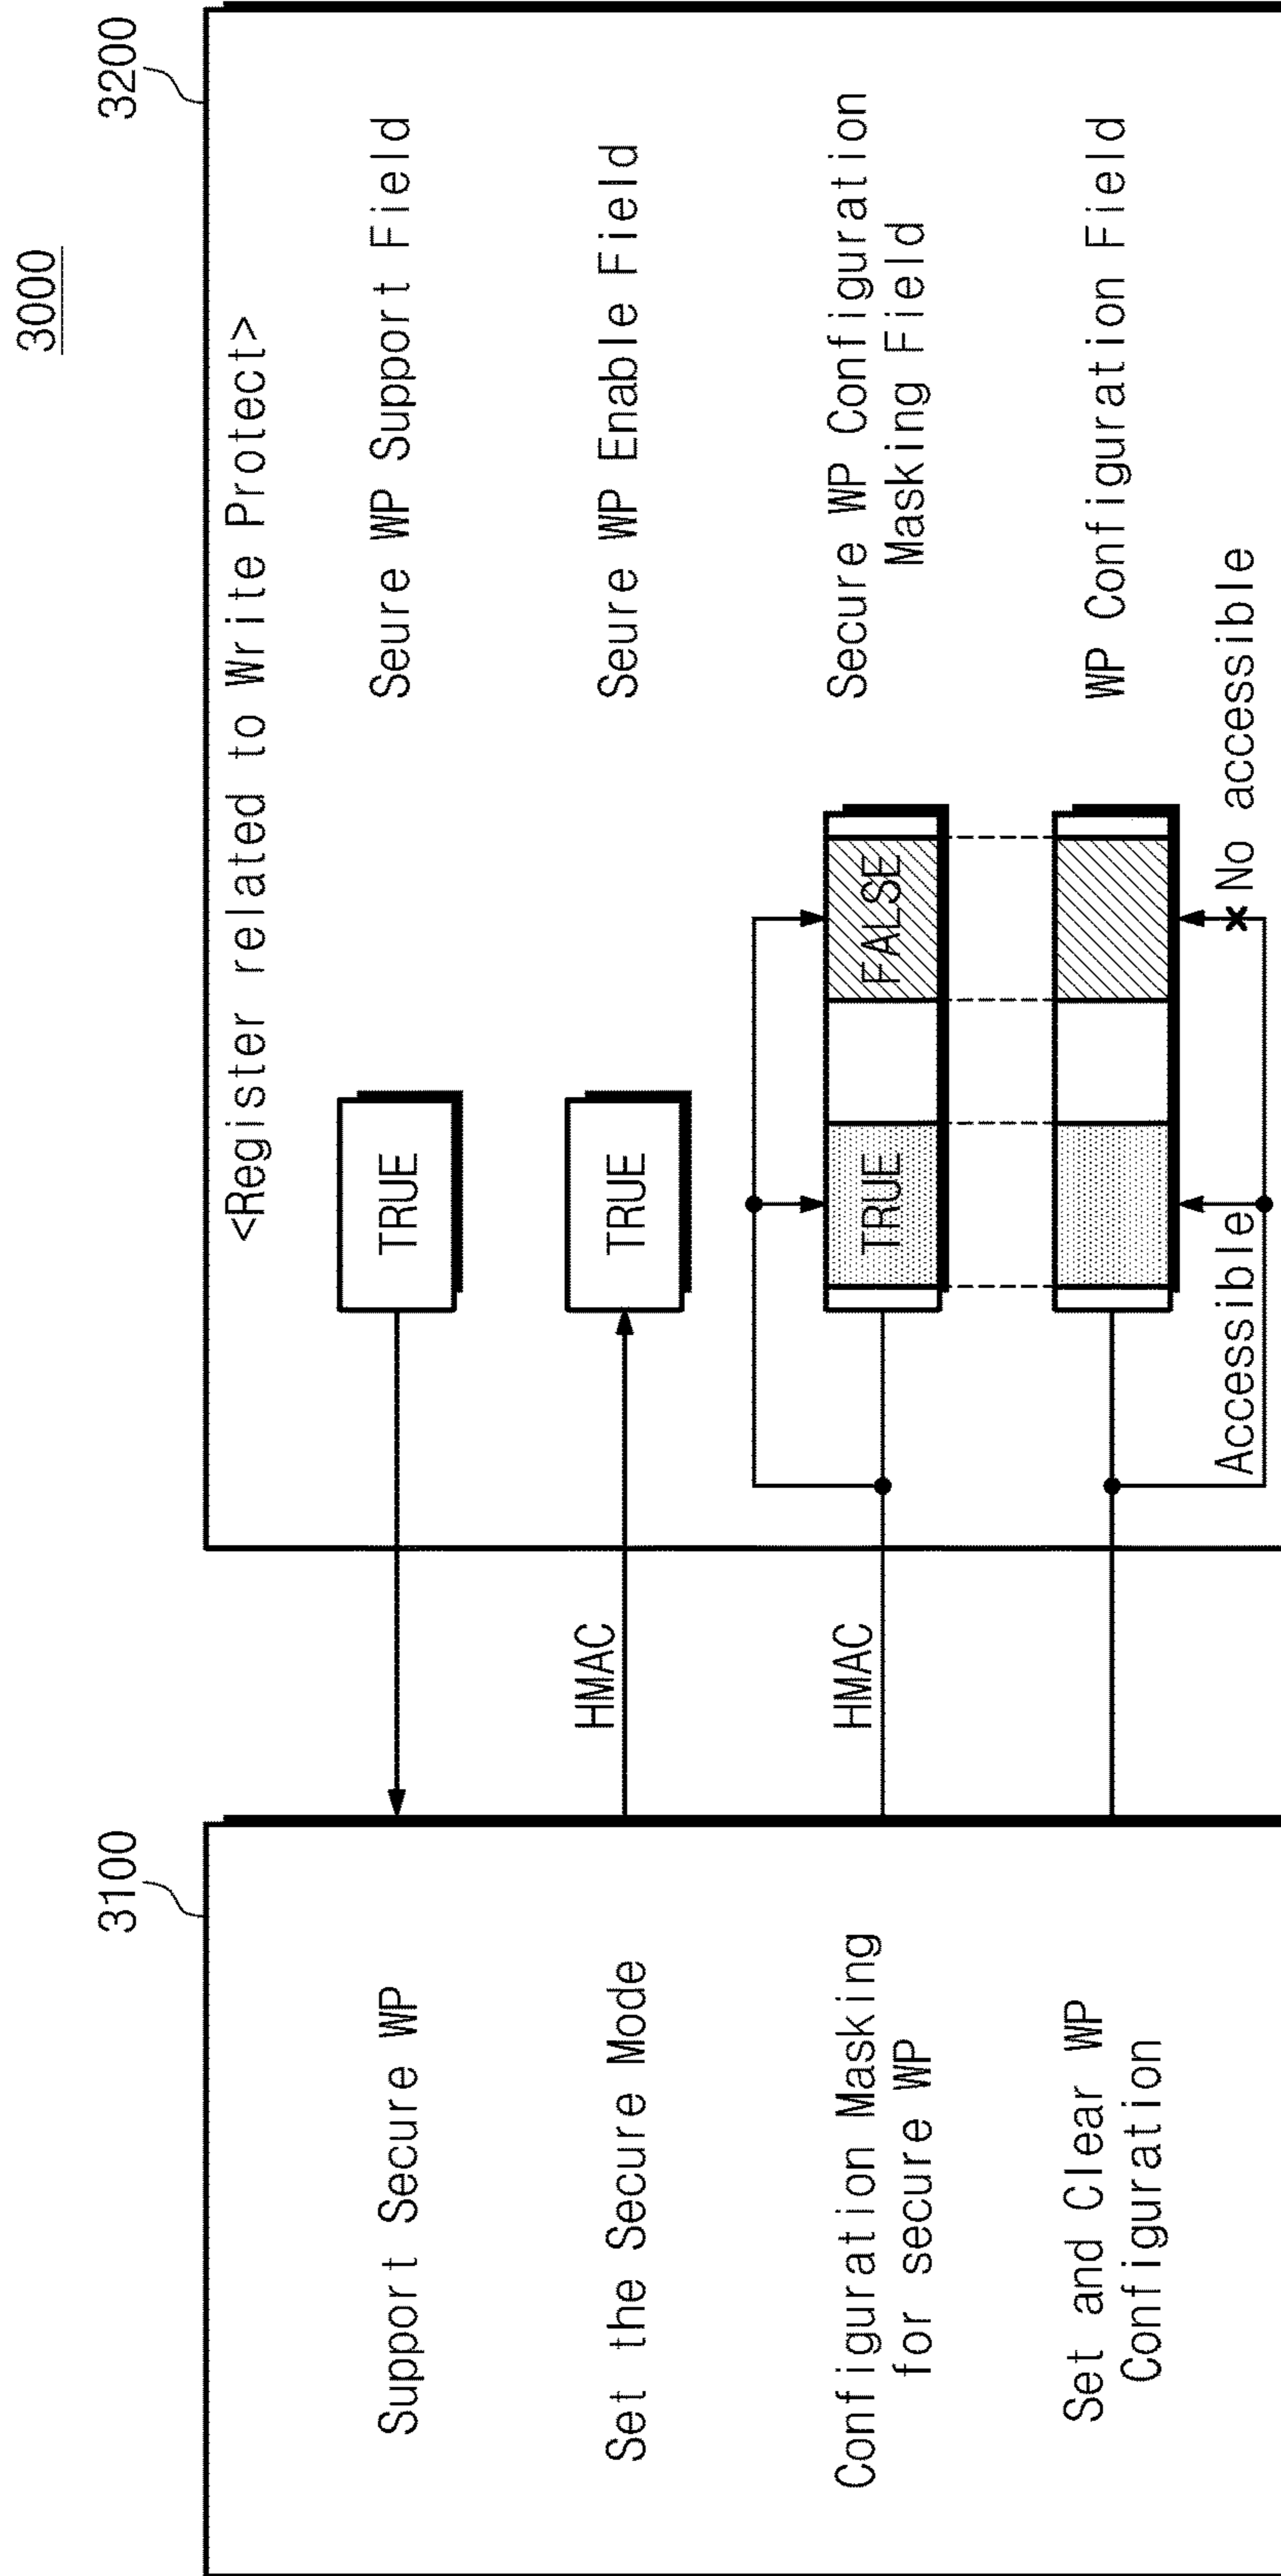 3000
3100
3200
<Register related to Write Protect>
Support Secure WP
TRUE
Seure WP Support Field
Set the Secure Mode
HMAC
TRUE
Seure WP Enable Field
Configuration Masking
for secure WP
HMAC
TRUE
FALSE
Secure WP Configuration
Masking Field
Set and Clear WP
Configuration
WP Configuration Field
Accessible
No accessible